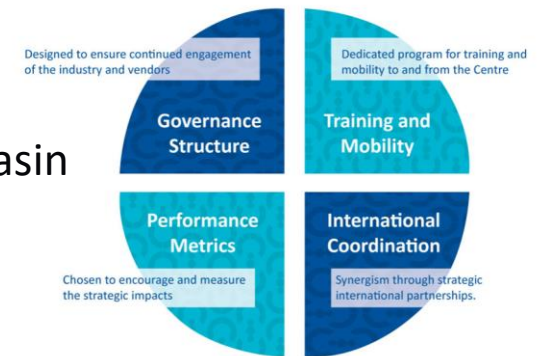 Designed to ensure continued engagement
of the industry and vendors
Governance
Structure
Dedicated program for training and
mobility to and from the Centre
Training and
Mobility
asin
Performance
Metrics
Chosen to encourage and measure
the strategic impacts
International
Coordination
Synergism through strategic
international partnerships.